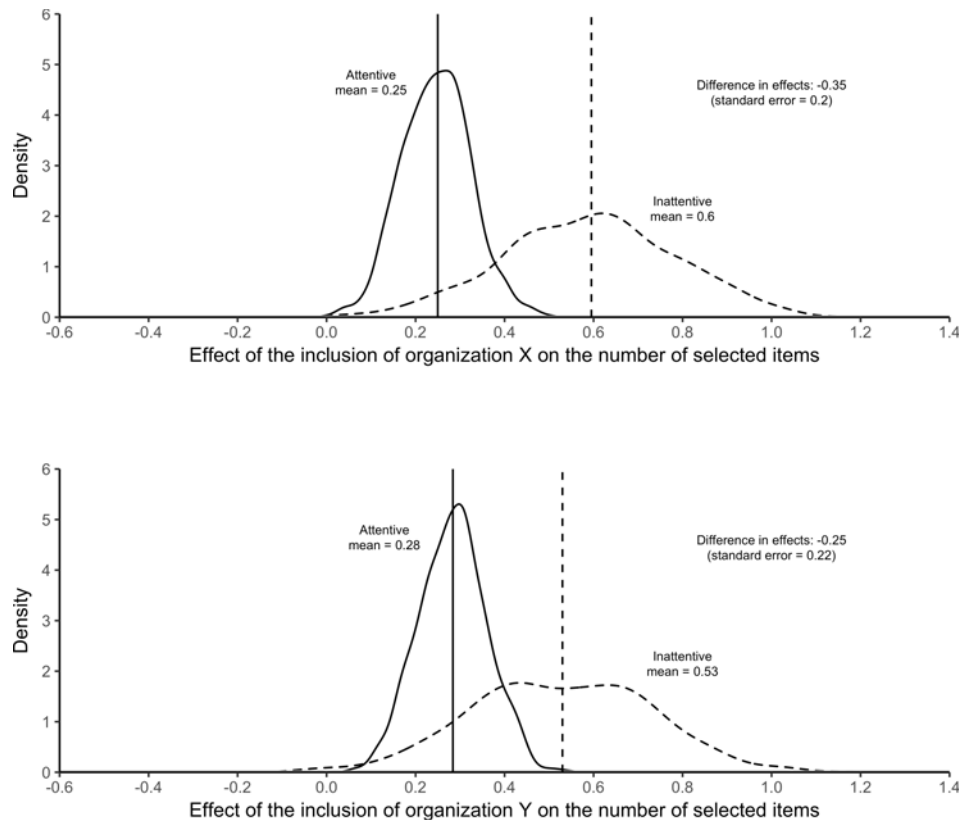 6
5
4
3
2
1
0
Density
Attentive
mean = 0.25
Difference in effects: -0.35
(standard error = 0.2)
Inattentive
mean = 0.6
-0.6 -0.4 -0.2 0.0 0.2 0.4 0.6 0.8 1.0 1.2 1.4
Effect of the inclusion of organization X on the number of selected items
6
5
4
3
2
1
0
Density
Attentive
mean = 0.28
Difference in effects: -0.25
(standard error = 0.22)
Inattentive
mean = 0.53
-0.6 -0.4 -0.2 0.0 0.2 0.4 0.6 0.8 1.0 1.2 1.4
Effect of the inclusion of organization Y on the number of selected items